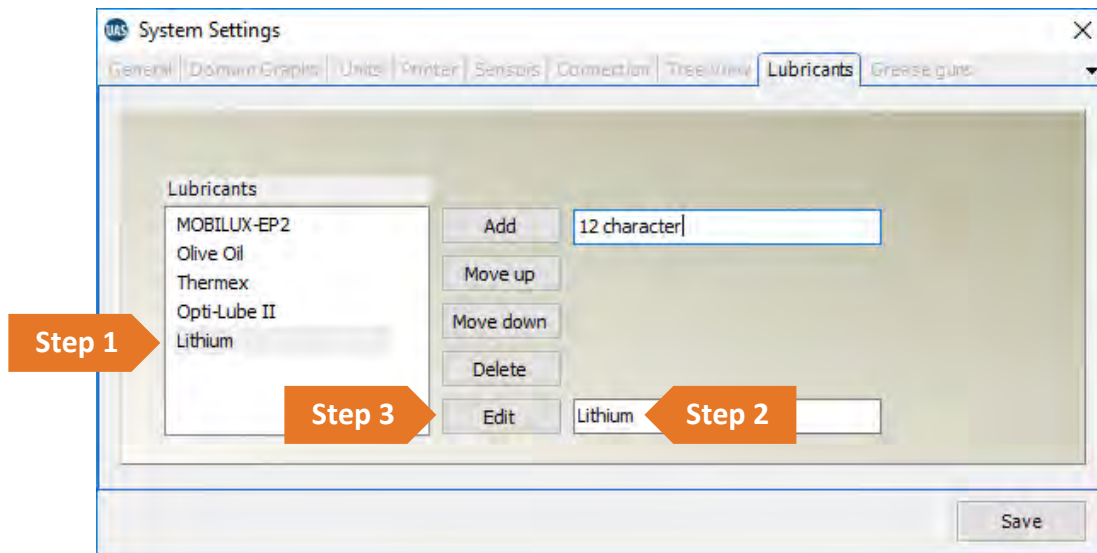 UAS System Settings
General Domain Graphs Units Printer Sensors Connection Tree View Lubricants Grease guns
Lubricants
MOBILUX-EP2
Olive Oil
Thermex
Opti-Lube II
Lithium
Add 12 character
Move up
Move down
Delete
Edit Lithium
Step 1
Step 3
Step 2
Save